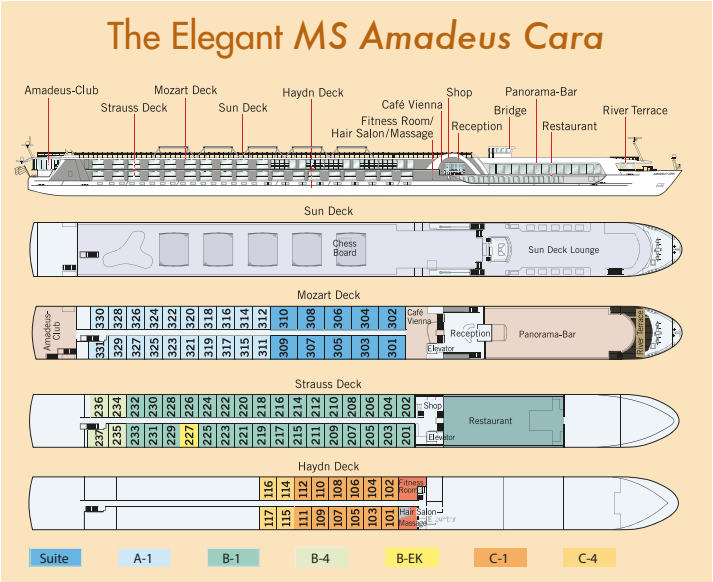 The Elegant MS Amadeus Cara
Amadeus-Club
Mozart Deck
Strauss Deck
Sun Deck
Haydn Deck
Café Vienna
Fitness Room/
Hair Salon/Massage
Shop
Reception
Bridge
Panorama-Bar
Restaurant
River Terrace
Sun Deck
Chess
Board
Sun Deck Lounge
Mozart Deck
Amadeus-
Club
330 328 326 324 322 320 318 316 314 312 310 308 306 304 302
331 329 327 325 323 321 319 317 315 311 309 307 305 303 301
Café
Vienna
Reception
Elevator
Panorama-Bar
River Terrace
Strauss Deck
236 234 232 230 228 226 224 222 220 218 216 214 212 210 208 206 204 202
237 235 233 231 229 227 225 223 221 219 217 215 211 209 207 205 203 201
Shop
Elevator
Restaurant
Haydn Deck
116 114 112 110 108 106 104 102
117 115 111 109 107 105 103 101
Fitness
Room
Hair Salon
Massage
Suite
A-1
B-1
B-4
B-EK
C-1
C-4